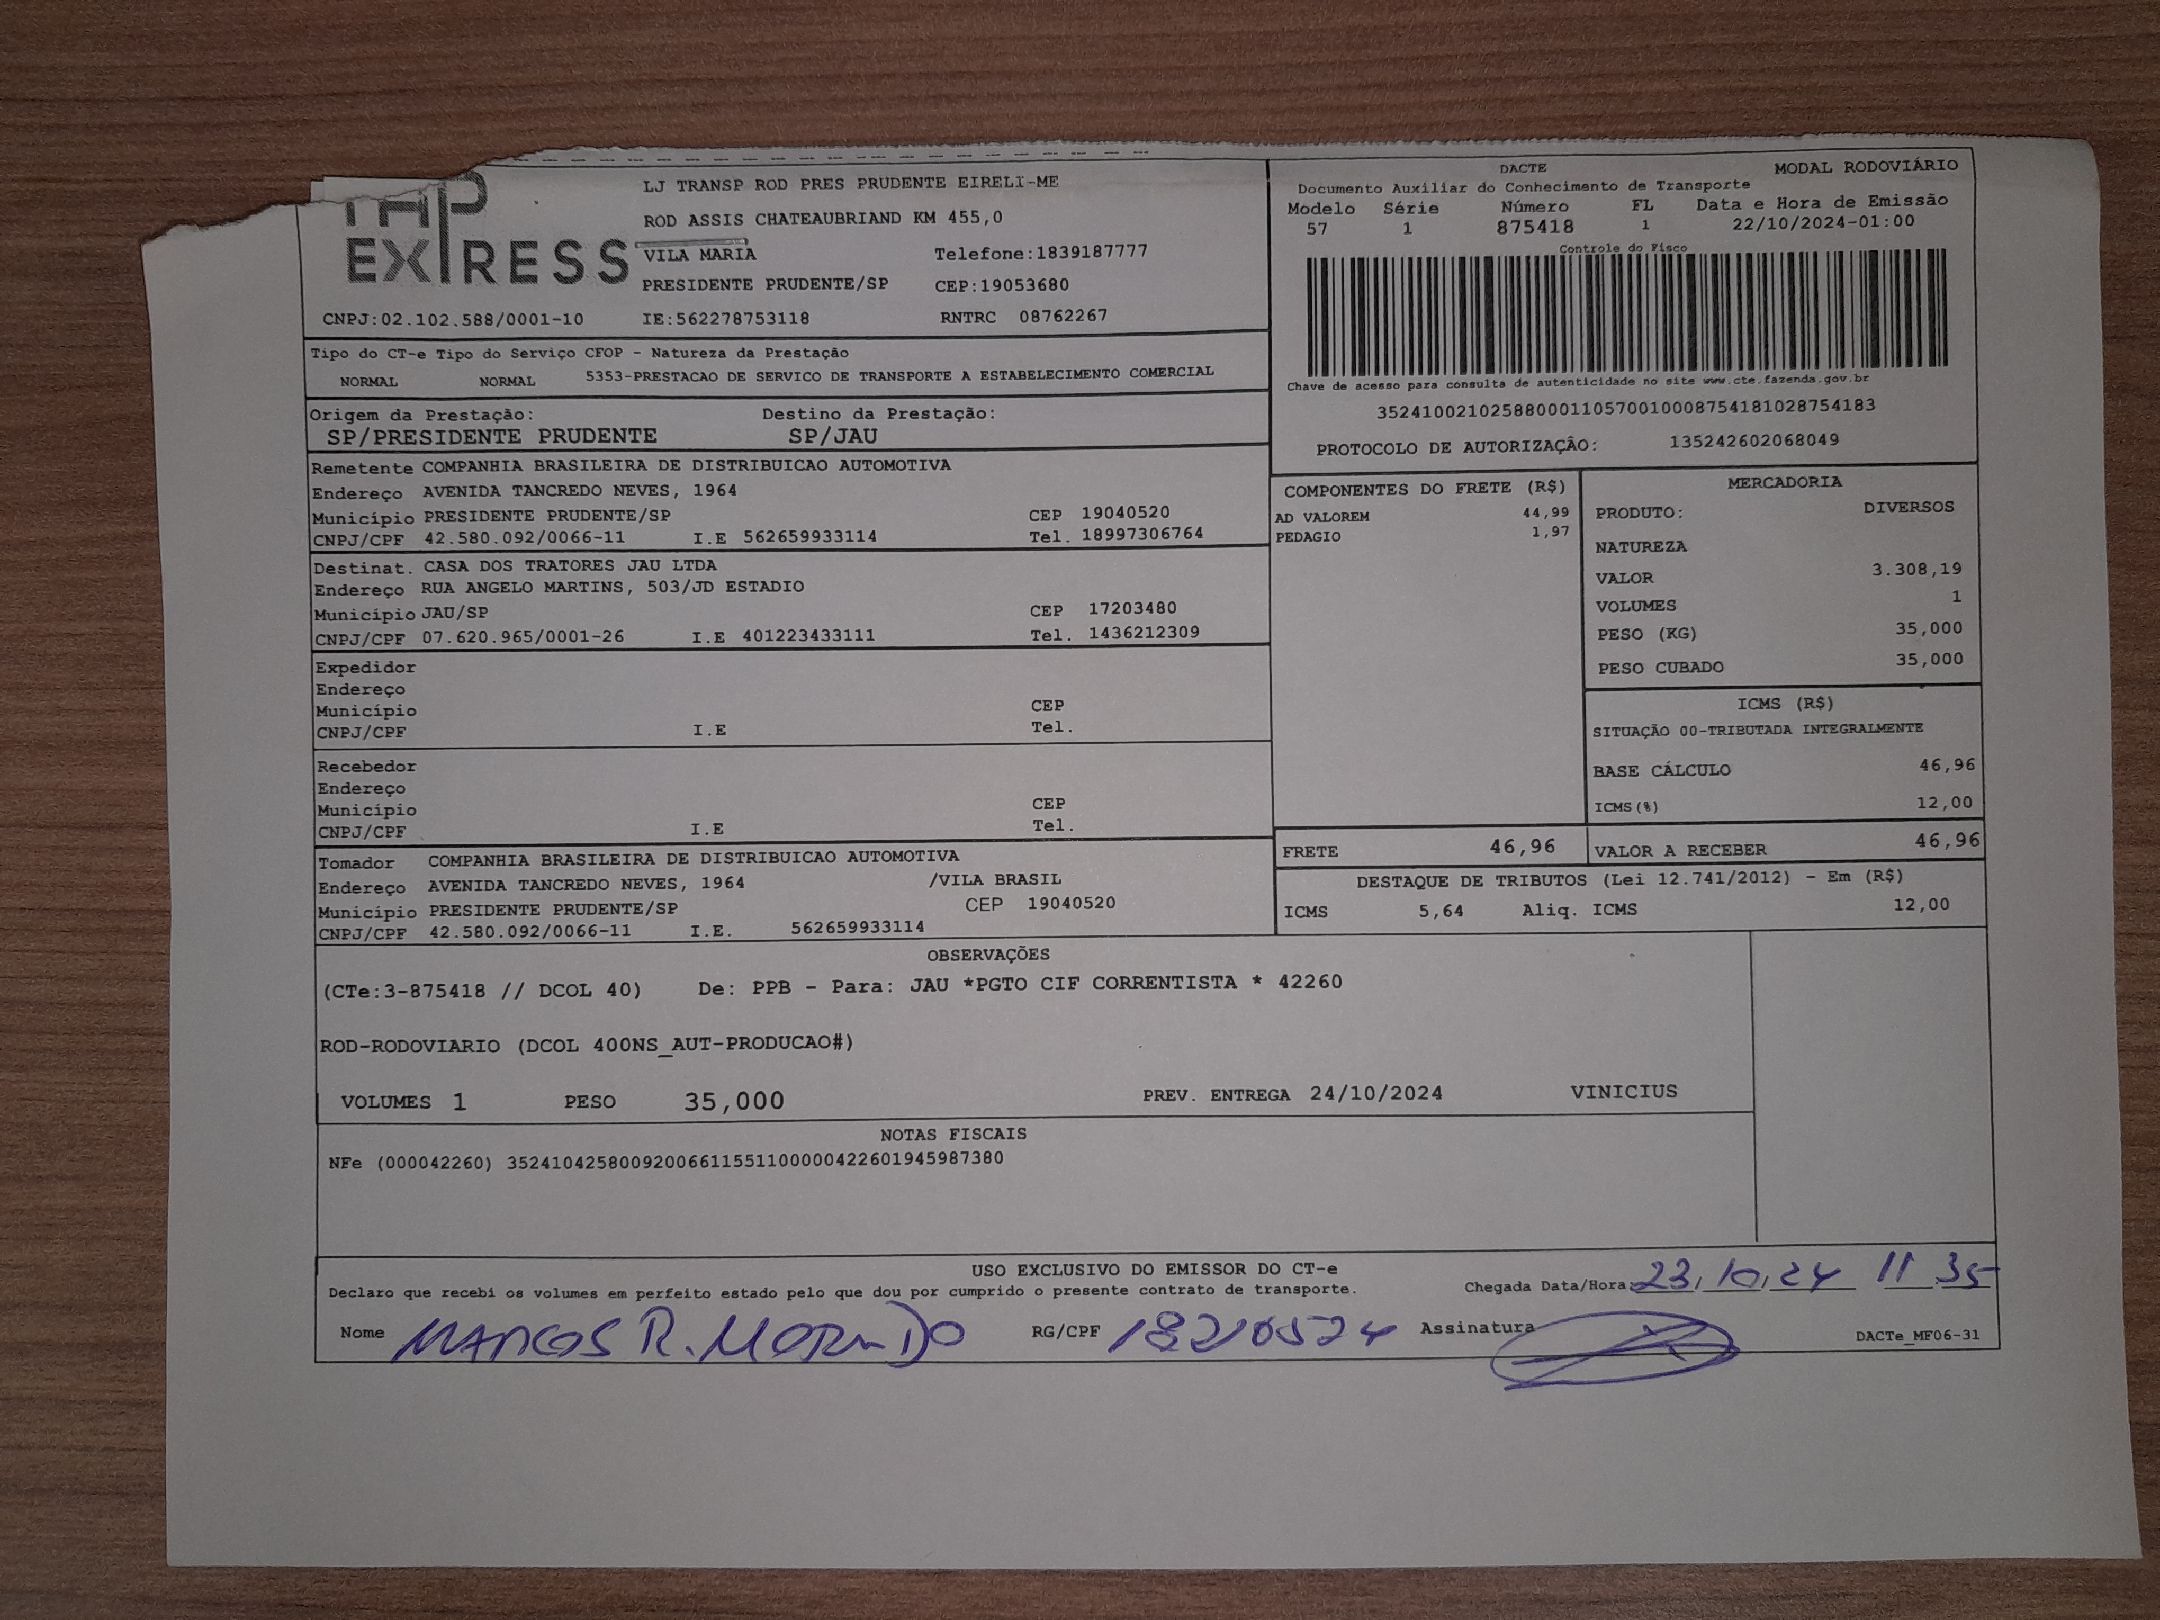 EXPRESS
LJ TRANSP ROD PRES PRUDENTE EIRELI-ME
ROD ASSIS CHATEAUBRIAND KM 455,0
VILA MARIA Telefone:1839187777
PRESIDENTE PRUDENTE/SP CEP:19053680
CNPJ:02.102.588/0001-10 IE:562278753118 RNTRC 08762267
DACTE MODAL RODOVIÁRIO
Documento Auxiliar do Conhecimento de Transporte
Modelo Série Número FL Data e Hora de Emissão
57 1 875418 1 22/10/2024-01:00
Controle do Fisco
Chave de acesso para consulta de autenticidade no site www.cte.fazenda.gov.br
35241002102588000110570010008754181028754183
PROTOCOLO DE AUTORIZAÇÂO: 135242602068049
Tipo do CT-e Tipo do Serviço CFOP - Natureza da Prestação
NORMAL NORMAL 5353-PRESTACAO DE SERVICO DE TRANSPORTE A ESTABELECIMENTO COMERCIAL
Origem da Prestação: Destino da Prestação:
SP/PRESIDENTE PRUDENTE SP/JAU
Remetente COMPANHIA BRASILEIRA DE DISTRIBUICAO AUTOMOTIVA
Endereço AVENIDA TANCREDO NEVES, 1964
Município PRESIDENTE PRUDENTE/SP CEP 19040520
CNPJ/CPF 42.580.092/0066-11 I.E 562659933114 Tel. 18997306764
Destinat. CASA DOS TRATORES JAU LTDA
Endereço RUA ANGELO MARTINS, 503/JD ESTADIO
Município JAU/SP CEP 17203480
CNPJ/CPF 07.620.965/0001-26 I.E 401223433111 Tel. 1436212309
Expedidor
Endereço
Município CEP
CNPJ/CPF I.E Tel.
Recebedor
Endereço
Município CEP
CNPJ/CPF I.E Tel.
Tomador COMPANHIA BRASILEIRA DE DISTRIBUICAO AUTOMOTIVA
Endereço AVENIDA TANCREDO NEVES, 1964 /VILA BRASIL
Município PRESIDENTE PRUDENTE/SP CEP 19040520
CNPJ/CPF 42.580.092/0066-11 I.E. 562659933114
COMPONENTES DO FRETE (R$)
AD VALOREM 44,99
PEDAGIO 1,97
MERCADORIA
PRODUTO: DIVERSOS
NATUREZA
VALOR 3.308,19
VOLUMES 1
PESO (KG) 35,000
PESO CUBADO 35,000
ICMS (R$)
SITUAÇÃO 00-TRIBUTADA INTEGRALMENTE
BASE CÁLCULO 46,96
ICMS(%) 12,00
FRETE 46,96 VALOR A RECEBER 46,96
DESTAQUE DE TRIBUTOS (Lei 12.741/2012) - Em (R$)
ICMS 5,64 Aliq. ICMS 12,00
OBSERVAÇÕES
(CTe:3-875418 // DCOL 40) De: PPB - Para: JAU *PGTO CIF CORRENTISTA * 42260
ROD-RODOVIARIO (DCOL 400NS_AUT-PRODUCAO#)
VOLUMES 1 PESO 35,000 PREV. ENTREGA 24/10/2024 VINICIUS
NOTAS FISCAIS
NFe (000042260) 35241042580092006611551100000422601945987380
USO EXCLUSIVO DO EMISSOR DO CT-e
Declaro que recebi os volumes em perfeito estado pelo que dou por cumprido o presente contrato de transporte. Chegada Data/Hora: 23,10,24 11 35
Nome MARCOS R. RG/CPF 18210524 Assinatura DACTe_MF06-31